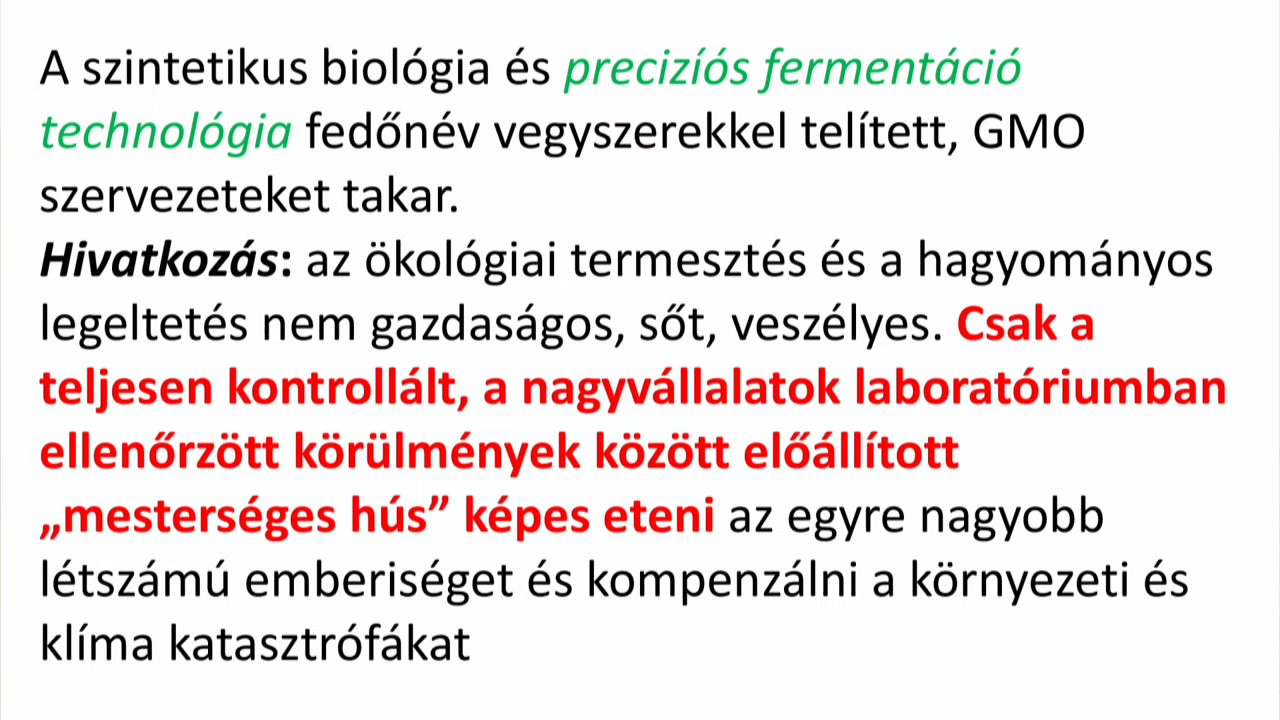 A szintetikus biológia és precizíós fermentáció
technológia fedőnév vegyszerekkel telített, GMO
szervezeteket takar.
Hivatkozás: az ökológiai termesztés és a hagyományos
legeltetés nem gazdaságos, sőt, veszélyes. Csak a
teljesen kontrollált, a nagyvállalatok laboratóriumban
ellenőrzött körülmények között előállított
„mesterséges hús” képes eteni az egyre nagyobb
létszámú emberiséget és kompenzálni a környezeti és
klíma katasztrófákat